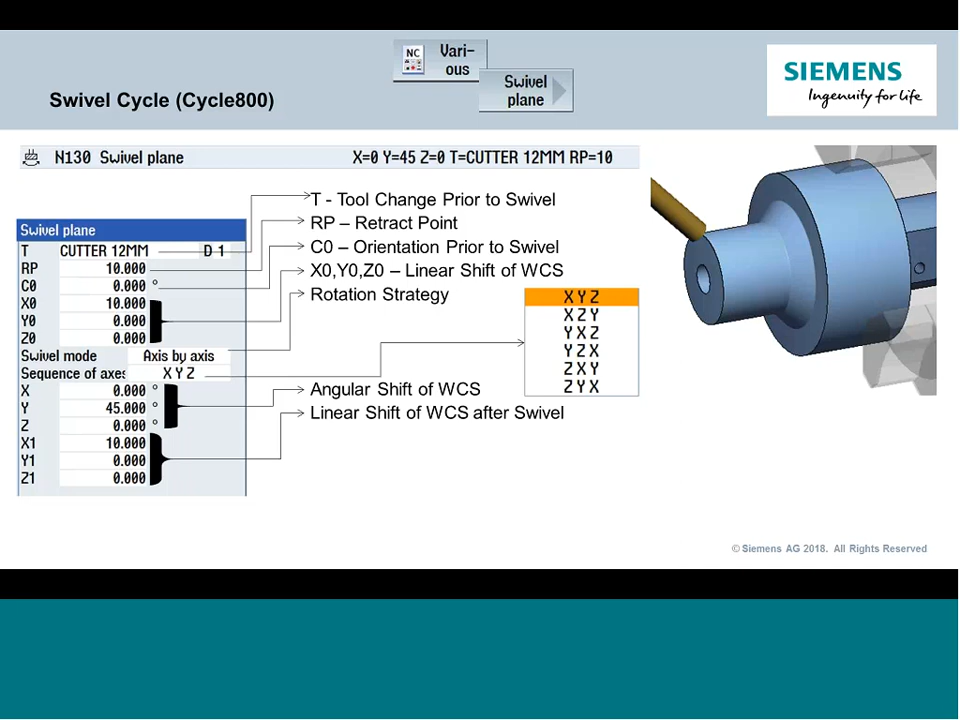 NC Vari-
ous
Swivel
plane
SIEMENS
Ingenuity for life
Swivel Cycle (Cycle800)
N130 Swivel plane X=0 Y=45 Z=0 T=CUTTER 12MM RP=10
T - Tool Change Prior to Swivel
RP – Retract Point
C0 – Orientation Prior to Swivel
X0,Y0,Z0 – Linear Shift of WCS
Rotation Strategy
Swivel plane
T CUTTER 12MM D 1
RP 10.000
C0 0.000 °
X0 10.000
Y0 0.000
Z0 0.000
Swivel mode Axis by axis
Sequence of axes X Y Z
X 0.000 °
Y 45.000 °
Z 0.000 °
X1 10.000
Y1 0.000
Z1 0.000
X Y Z
X Z Y
Y X Z
Y Z X
Z X Y
Z Y X
Angular Shift of WCS
Linear Shift of WCS after Swivel
© Siemens AG 2018. All Rights Reserved